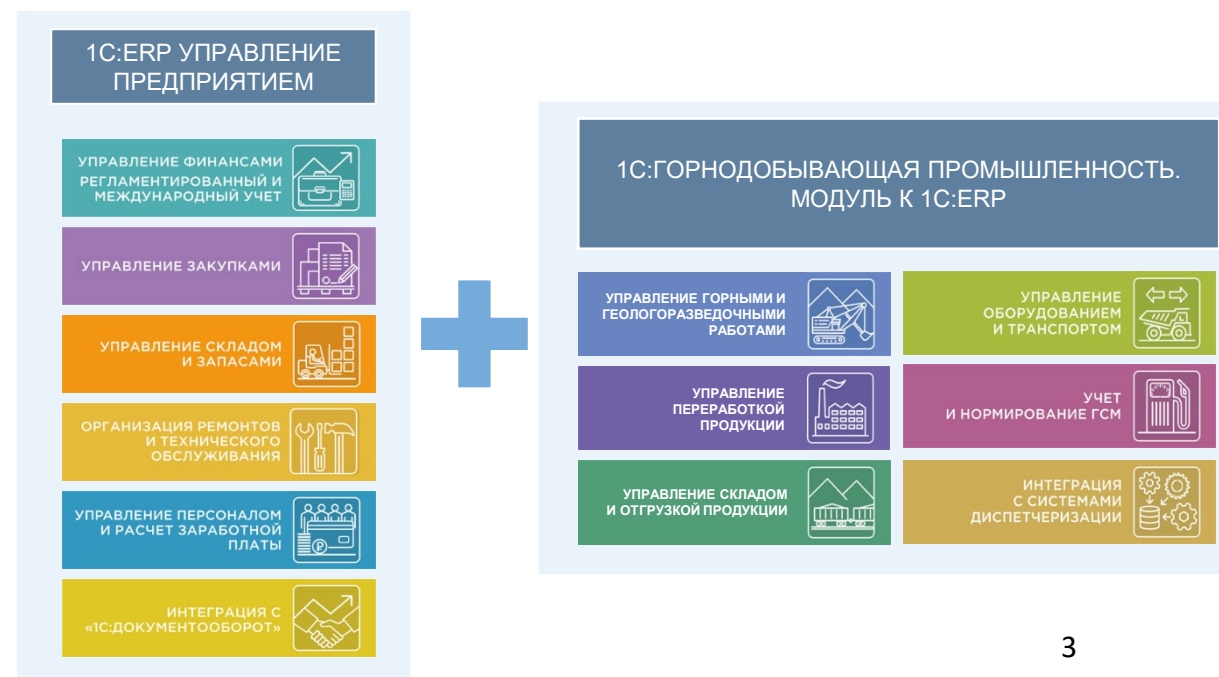 1С:ERP УПРАВЛЕНИЕ
ПРЕДПРИЯТИЕМ
УПРАВЛЕНИЕ ФИНАНСАМИ
РЕГЛАМЕНТИРОВАННЫЙ И
МЕЖДУНАРОДНЫЙ УЧЕТ
УПРАВЛЕНИЕ ЗАКУПКАМИ
УПРАВЛЕНИЕ СКЛАДОМ
И ЗАПАСАМИ
ОРГАНИЗАЦИЯ РЕМОНТОВ
И ТЕХНИЧЕСКОГО
ОБСЛУЖИВАНИЯ
УПРАВЛЕНИЕ ПЕРСОНАЛОМ
И РАСЧЕТ ЗАРАБОТНОЙ
ПЛАТЫ
ИНТЕГРАЦИЯ С
«1С:ДОКУМЕНТООБОРОТ»
1С:ГОРНОДОБЫВАЮЩАЯ ПРОМЫШЛЕННОСТЬ.
МОДУЛЬ К 1С:ERP
УПРАВЛЕНИЕ ГОРНЫМИ И
ГЕОЛОГОРАЗВЕДОЧНЫМИ
РАБОТАМИ
УПРАВЛЕНИЕ
ОБОРУДОВАНИЕМ
И ТРАНСПОРТОМ
УПРАВЛЕНИЕ
ПЕРЕРАБОТКОЙ
ПРОДУКЦИИ
УЧЕТ
И НОРМИРОВАНИЕ ГСМ
УПРАВЛЕНИЕ СКЛАДОМ
И ОТГРУЗКОЙ ПРОДУКЦИИ
ИНТЕГРАЦИЯ
С СИСТЕМАМИ
ДИСПЕТЧЕРИЗАЦИИ
3